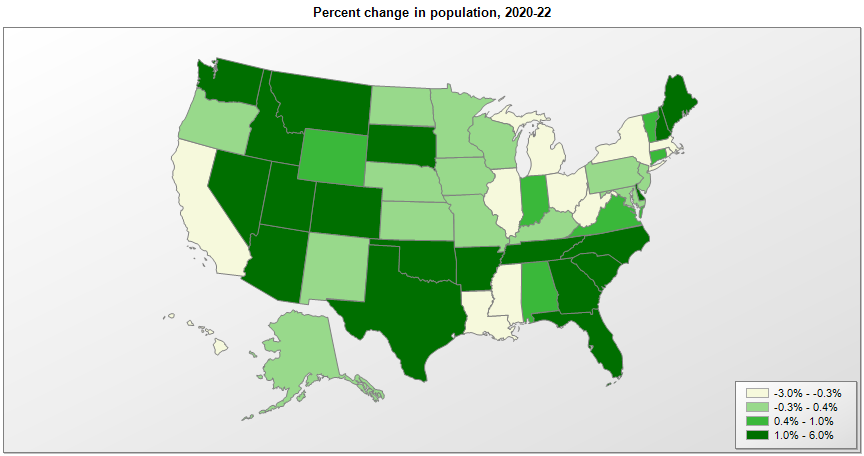 Percent change in population, 2020-22
-3.0% - -0.3%
-0.3% - 0.4%
0.4% - 1.0%
1.0% - 6.0%